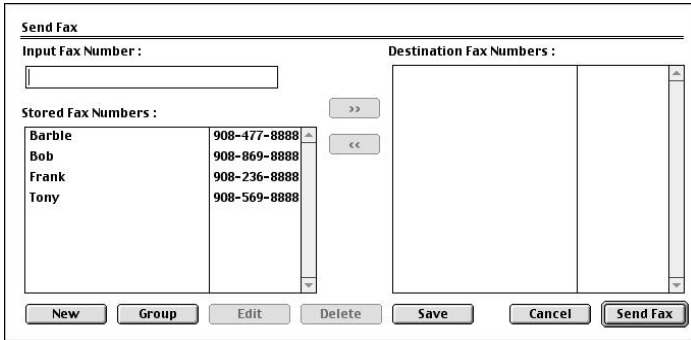 Send Fax
Input Fax Number :
Destination Fax Numbers :
>>
Stored Fax Numbers :
<<
Barble 908-477-8888
Bob 908-869-8888
Frank 908-236-8888
Tony 908-569-8888
New Group Edit Delete Save Cancel Send Fax